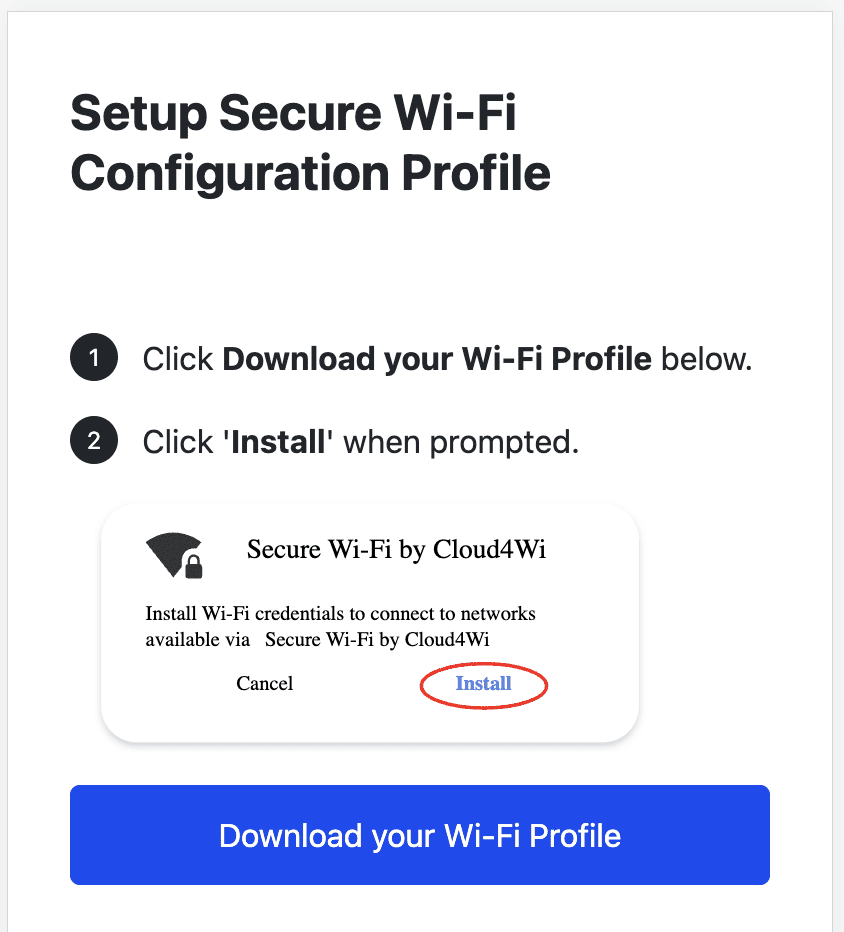 Setup Secure Wi-Fi
Configuration Profile
1 Click Download your Wi-Fi Profile below.
2 Click 'Install' when prompted.
Secure Wi-Fi by Cloud4Wi
Install Wi-Fi credentials to connect to networks
available via Secure Wi-Fi by Cloud4Wi
Cancel Install
Download your Wi-Fi Profile